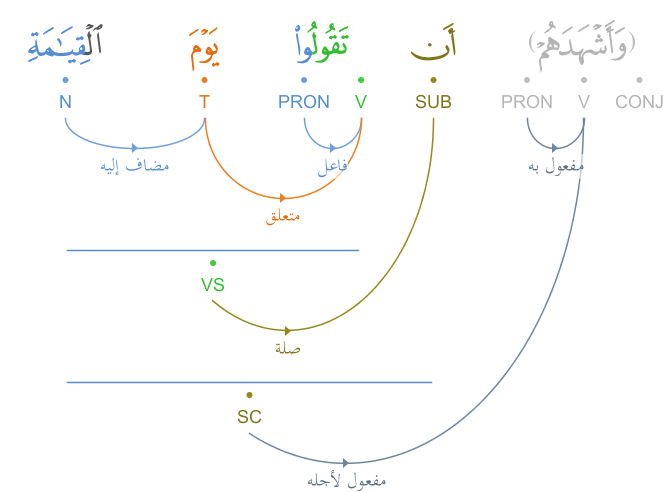 (وَأَشْهَدَهُمْ) أَن تَقُولُوا۟ يَوْمَ ٱلْقِيَـٰمَةِ
CONJ V PRON SUB V PRON T N
مفعول به فاعل مضاف إليه
متعلق
VS
صلة
SC
مفعول لأجله